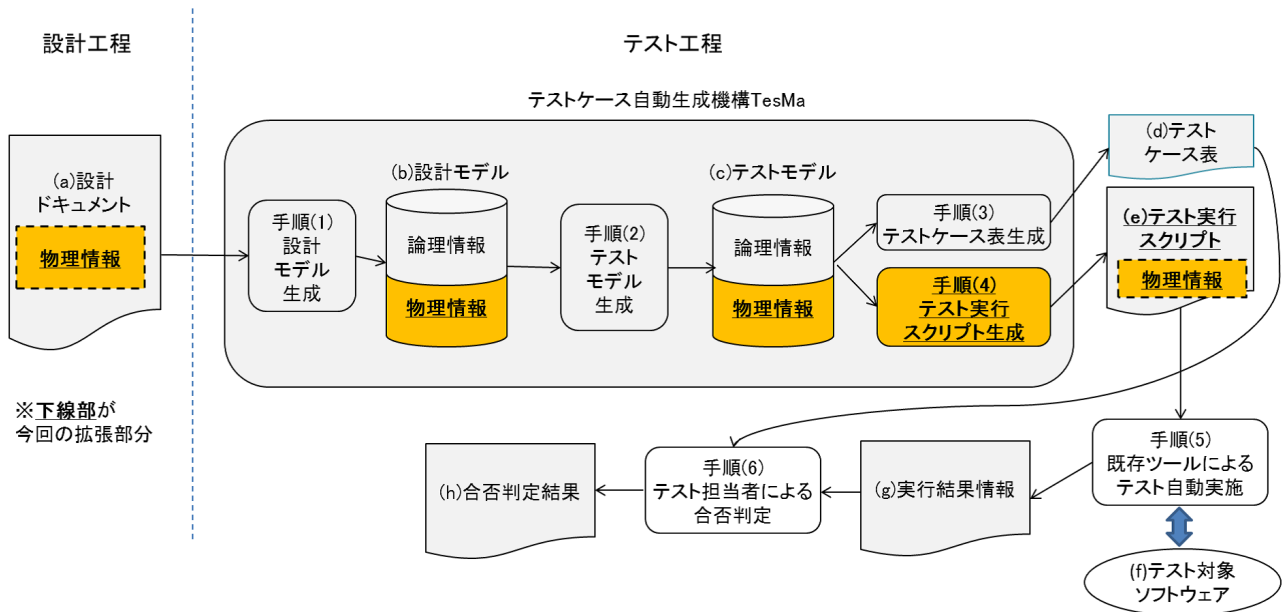 設計工程
テスト工程
テストケース自動生成機構TesMa
(a)設計
ドキュメント
物理情報
手順(1)
設計
モデル
生成
(b)設計モデル
論理情報
物理情報
手順(2)
テスト
モデル
生成
(c)テストモデル
論理情報
物理情報
手順(3)
テストケース表生成
手順(4)
テスト実行
スクリプト生成
(d)テスト
ケース表
(e)テスト実行
スクリプト
物理情報
※下線部が
今回の拡張部分
(h)合否判定結果
手順(6)
テスト担当者による
合否判定
(g)実行結果情報
手順(5)
既存ツールによる
テスト自動実施
(f)テスト対象
ソフトウェア